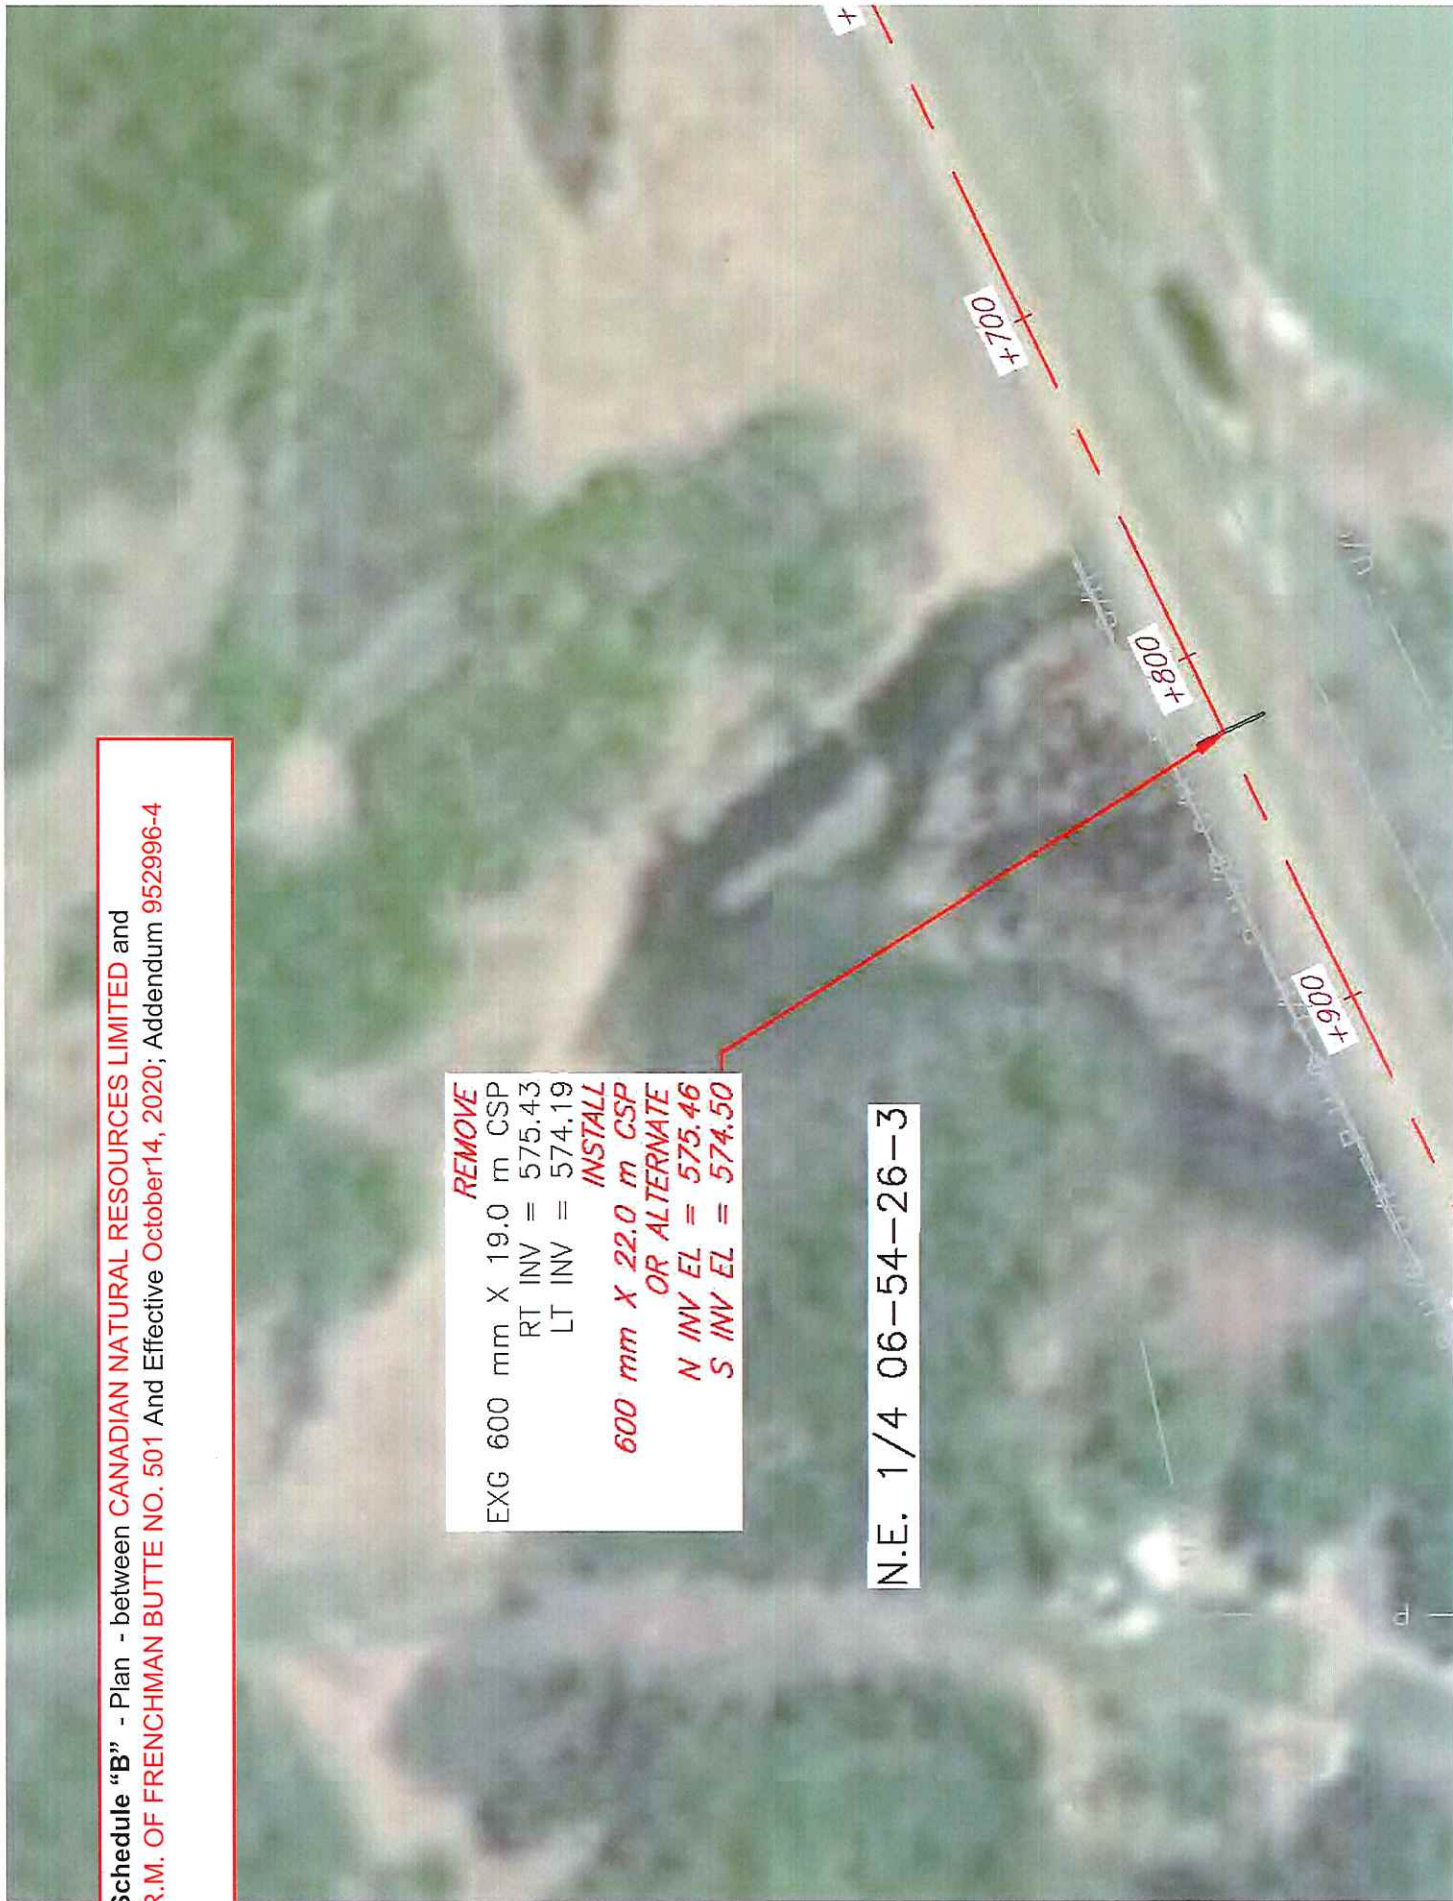 Schedule “B” - Plan - between CANADIAN NATURAL RESOURCES LIMITED and
R.M. OF FRENCHMAN BUTTE NO. 501 And Effective October14, 2020; Addendum 952996-4
REMOVE
EXG 600 mm X 19.0 m CSP
RT INV = 575.43
LT INV = 574.19
INSTALL
600 mm X 22.0 m CSP
OR ALTERNATE
N INV EL = 575.46
S INV EL = 574.50
N.E. 1/4 06-54-26-3
+900
+800
+700
+